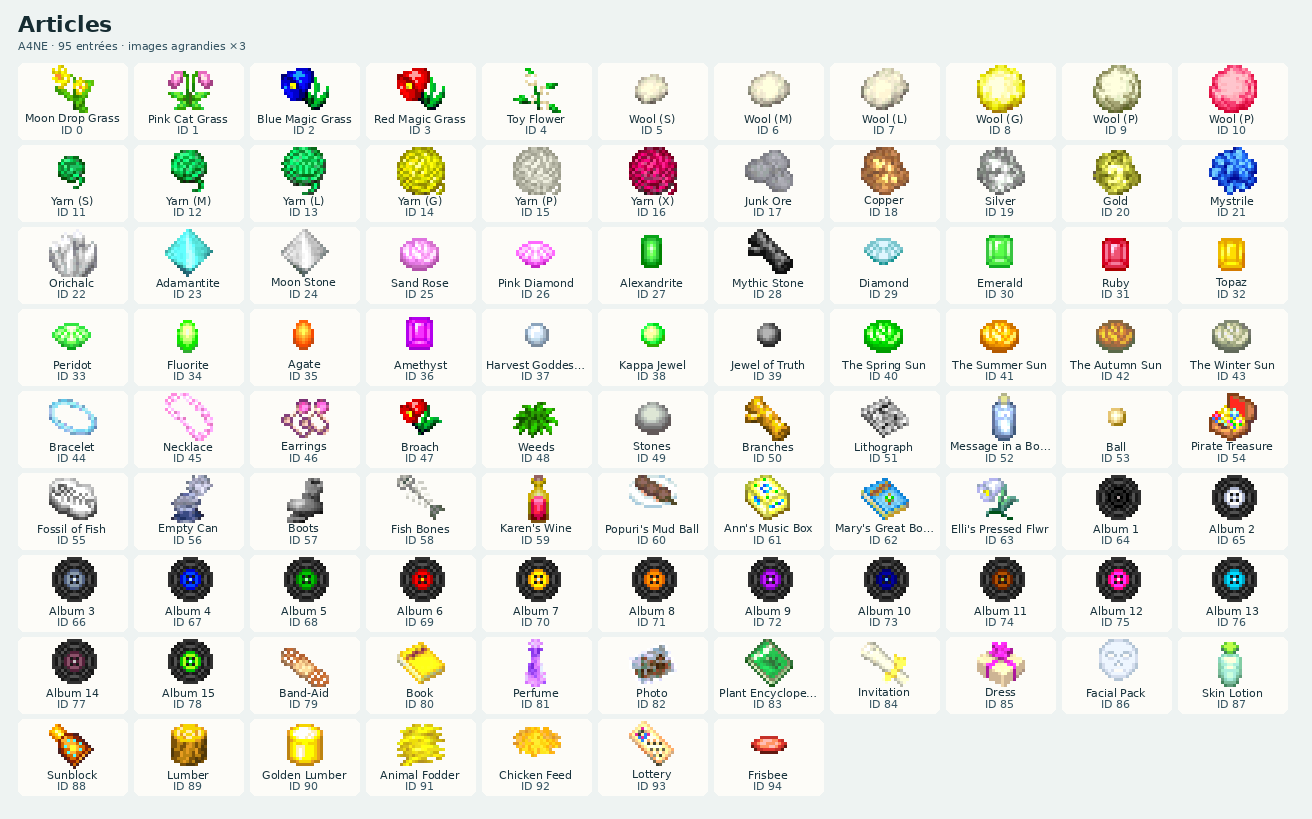 Articles
A4NE · 95 entrées · images agrandies ×3
Moon Drop Grass
ID 0
Pink Cat Grass
ID 1
Blue Magic Grass
ID 2
Red Magic Grass
ID 3
Toy Flower
ID 4
Wool (S)
ID 5
Wool (M)
ID 6
Wool (L)
ID 7
Wool (G)
ID 8
Wool (P)
ID 9
Wool (P)
ID 10
Yarn (S)
ID 11
Yarn (M)
ID 12
Yarn (L)
ID 13
Yarn (G)
ID 14
Yarn (P)
ID 15
Yarn (X)
ID 16
Junk Ore
ID 17
Copper
ID 18
Silver
ID 19
Gold
ID 20
Mystrile
ID 21
Orichalc
ID 22
Adamantite
ID 23
Moon Stone
ID 24
Sand Rose
ID 25
Pink Diamond
ID 26
Alexandrite
ID 27
Mythic Stone
ID 28
Diamond
ID 29
Emerald
ID 30
Ruby
ID 31
Topaz
ID 32
Peridot
ID 33
Fluorite
ID 34
Agate
ID 35
Amethyst
ID 36
Harvest Goddes...
ID 37
Kappa Jewel
ID 38
Jewel of Truth
ID 39
The Spring Sun
ID 40
The Summer Sun
ID 41
The Autumn Sun
ID 42
The Winter Sun
ID 43
Bracelet
ID 44
Necklace
ID 45
Earrings
ID 46
Broach
ID 47
Weeds
ID 48
Stones
ID 49
Branches
ID 50
Lithograph
ID 51
Message in a Bo...
ID 52
Ball
ID 53
Pirate Treasure
ID 54
Fossil of Fish
ID 55
Empty Can
ID 56
Boots
ID 57
Fish Bones
ID 58
Karen's Wine
ID 59
Popuri's Mud Ball
ID 60
Ann's Music Box
ID 61
Mary's Great Bo...
ID 62
Elli's Pressed Flwr
ID 63
Album 1
ID 64
Album 2
ID 65
Album 3
ID 66
Album 4
ID 67
Album 5
ID 68
Album 6
ID 69
Album 7
ID 70
Album 8
ID 71
Album 9
ID 72
Album 10
ID 73
Album 11
ID 74
Album 12
ID 75
Album 13
ID 76
Album 14
ID 77
Album 15
ID 78
Band-Aid
ID 79
Book
ID 80
Perfume
ID 81
Photo
ID 82
Plant Encyclope...
ID 83
Invitation
ID 84
Dress
ID 85
Facial Pack
ID 86
Skin Lotion
ID 87
Sunblock
ID 88
Lumber
ID 89
Golden Lumber
ID 90
Animal Fodder
ID 91
Chicken Feed
ID 92
Lottery
ID 93
Frisbee
ID 94